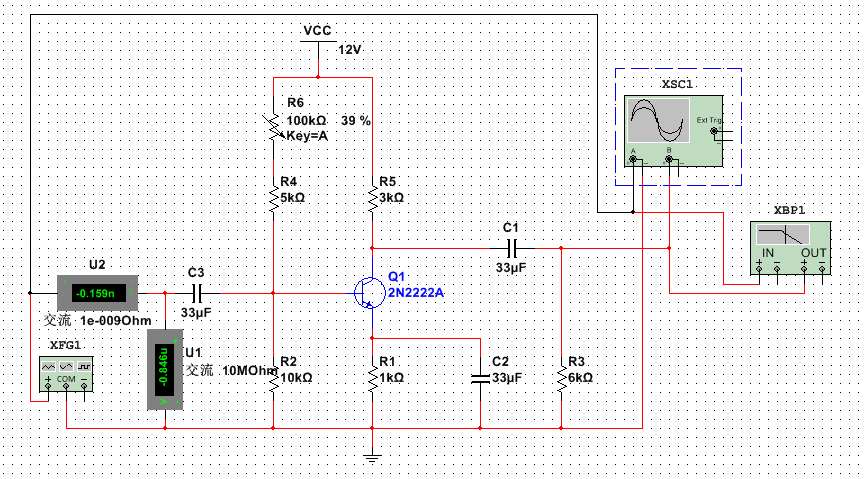 VCC
12V
XSC1
R6
100kΩ 39 %
Key=A
Ext Trig
A B
R4
5kΩ
R5
3kΩ
XBP1
C1
33µF
IN OUT
U2
-0.159n
交流 1e-009Ohm
C3
33µF
Q1
2N2222A
XFG1
COM
U1
-0.846u
交流 10MOhm
R2
10kΩ
R1
1kΩ
C2
33µF
R3
6kΩ